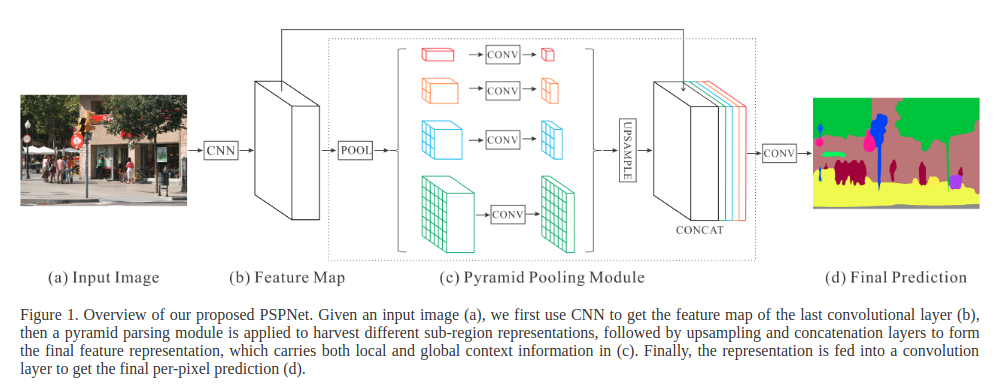 CNN
POOL
CONV
CONV
CONV
CONV
UPSAMPLE
CONCAT
CONV
(a) Input Image
(b) Feature Map
(c) Pyramid Pooling Module
(d) Final Prediction
Figure 1. Overview of our proposed PSPNet. Given an input image (a), we first use CNN to get the feature map of the last convolutional layer (b),
then a pyramid parsing module is applied to harvest different sub-region representations, followed by upsampling and concatenation layers to form
the final feature representation, which carries both local and global context information in (c). Finally, the representation is fed into a convolution
layer to get the final per-pixel prediction (d).